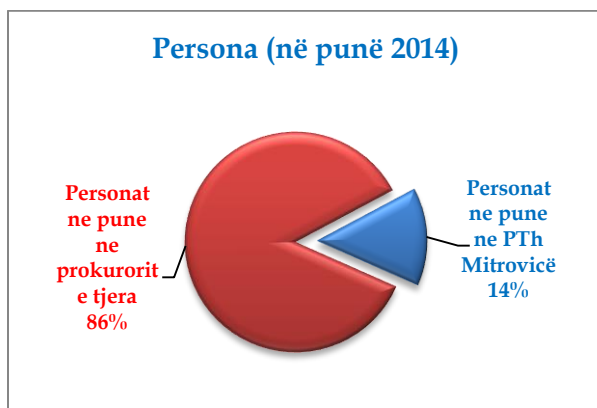 Persona (në punë 2014)
Personat
ne pune
ne
prokurorit
e tjera
86%
Personat
ne pune
ne PTh
Mitrovicë
14%